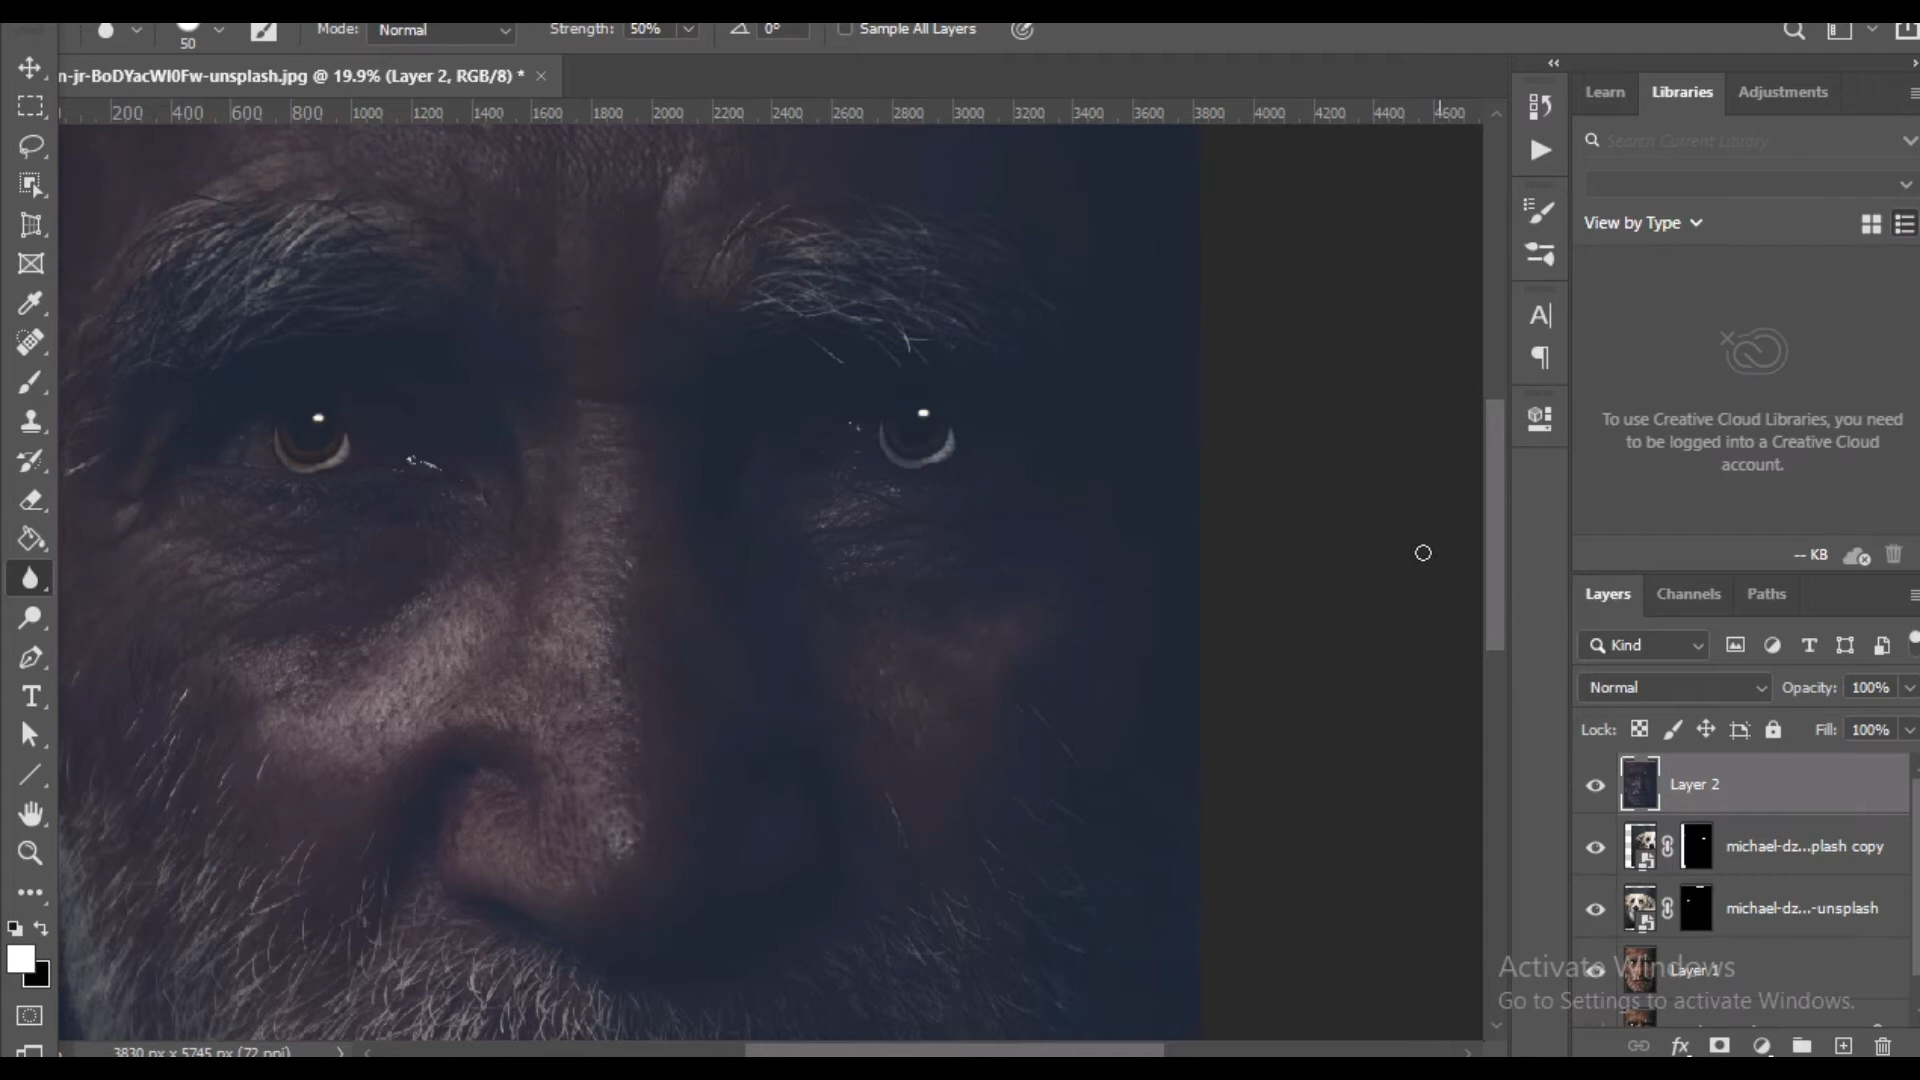 50
Mode:
Normal
Strength:
50%
0°
Sample All Layers
n-jr-BoDYacWI0Fw-unsplash.jpg @ 19.9% (Layer 2, RGB/8) *
200 400 600 800 1000 1200 1400 1600 1800 2000 2200 2400 2600 2800 3000 3200 3400 3600 3800 4000 4200 4400 4600
Learn
Libraries
Adjustments
Search Current Library
View by Type
To use Creative Cloud Libraries, you need
to be logged into a Creative Cloud
account.
-- KB
Layers
Channels
Paths
Kind
Normal
Opacity:
100%
Lock:
Fill:
100%
Layer 2
michael-dz...plash copy
michael-dz...-unsplash
Layer 1
Activate Windows
Go to Settings to activate Windows.
fx
3830 px x 5745 px (72 ppi)